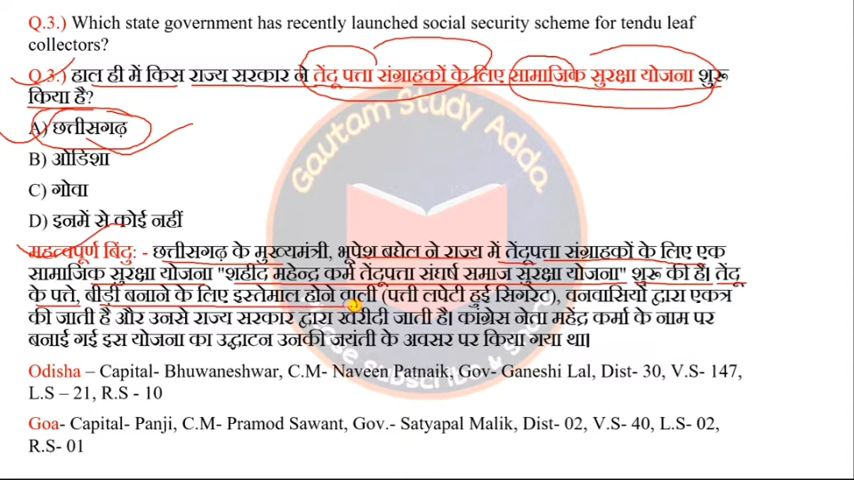 Q.3.) Which state government has recently launched social security scheme for tendu leaf
collectors?
Q.3.) हाल ही में किस राज्य सरकार ने तेंदू पत्ता संग्राहकों के लिए सामाजिक सुरक्षा योजना शुरू
किया है?
A) छत्तीसगढ़
B) ओडिशा
C) गोवा
D) इनमें से कोई नहीं
महत्वपूर्ण बिंदु: - छत्तीसगढ़ के मुख्यमंत्री, भूपेश बघेल ने राज्य में तेंदूपत्ता संग्राहकों के लिए एक
सामाजिक सुरक्षा योजना "शहीद महेन्द्र कर्म तेंदूपत्ता संघर्ष समाज सुरक्षा योजना" शुरू की है। तेंदू
के पत्ते, बीड़ी बनाने के लिए इस्तेमाल होने वाली (पत्ती लपेटी हुई सिगरेट), वनवासियों द्वारा एकत्र
की जाती है और उनसे राज्य सरकार द्वारा खरीदी जाती है। कांग्रेस नेता महेंद्र कर्मा के नाम पर
बनाई गई इस योजना का उद्घाटन उनकी जयंती के अवसर पर किया गया था।
Odisha – Capital- Bhuwaneshwar, C.M- Naveen Patnaik, Gov- Ganeshi Lal, Dist- 30, V.S- 147,
L.S – 21, R.S - 10
Goa- Capital- Panji, C.M- Pramod Sawant, Gov.- Satyapal Malik, Dist- 02, V.S- 40, L.S- 02,
R.S- 01
Gautam Study Adda
Please Subscribe &